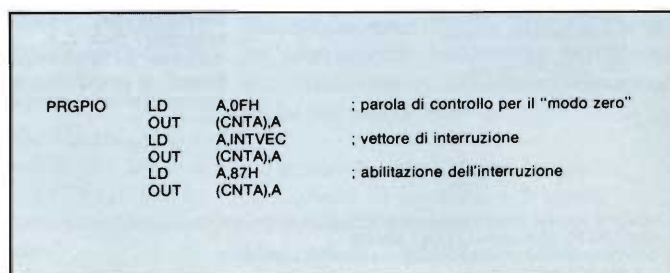 PRGPIO LD A,0FH ; parola di controllo per il "modo zero"
OUT (CNTA),A
LD A,INTVEC ; vettore di interruzione
OUT (CNTA),A
LD A,87H ; abilitazione dell'interruzione
OUT (CNTA),A